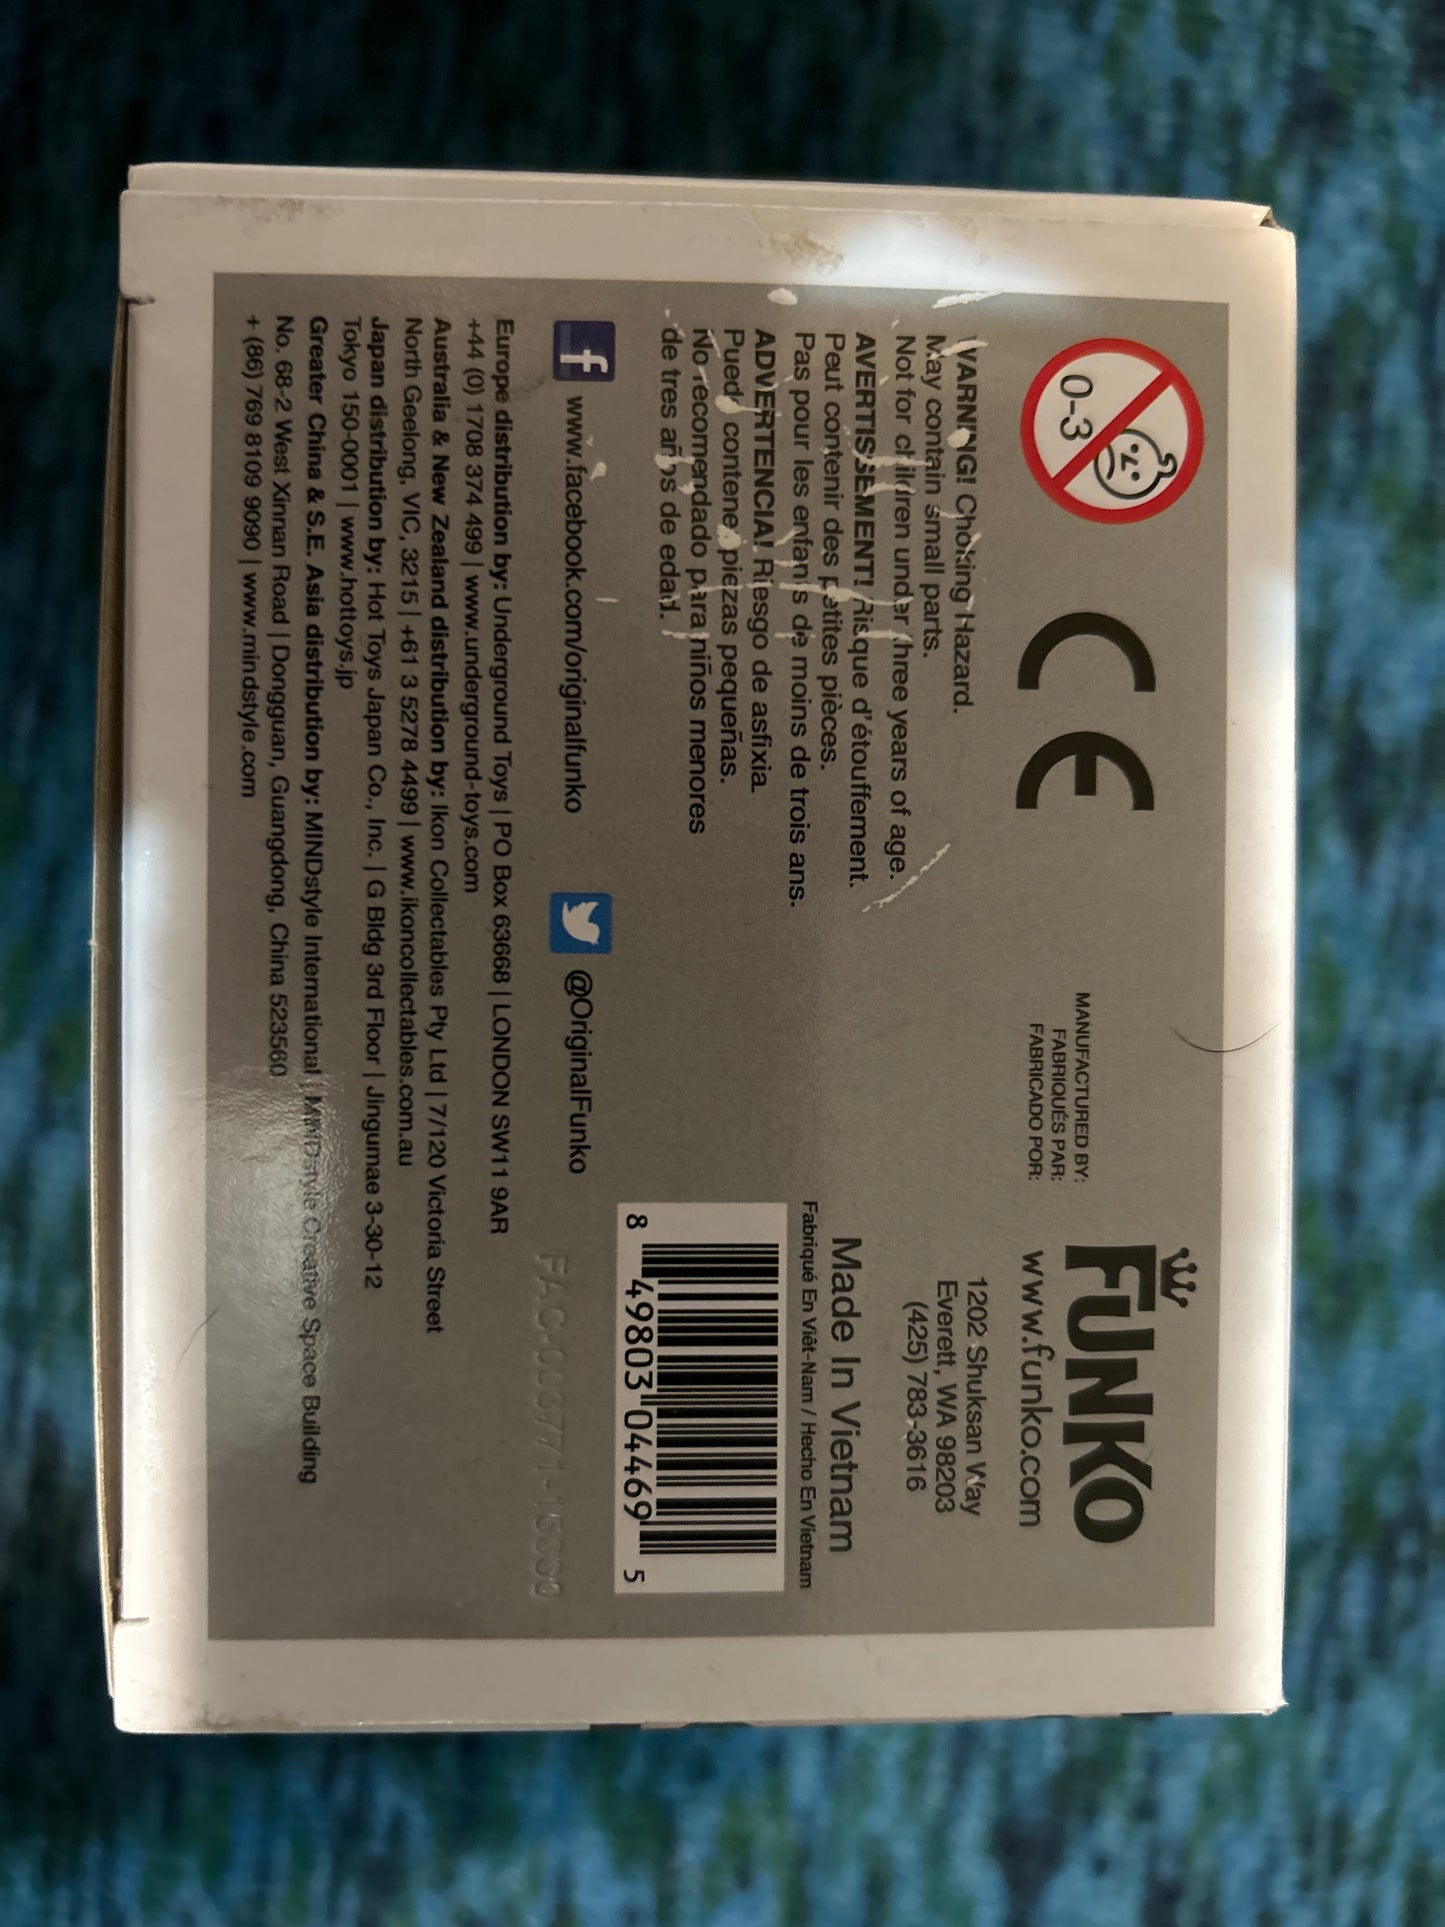 0-3
CE
WARNING! Choking Hazard.
May contain small parts.
Not for children under three years of age.
AVERTISSEMENT! Risque d'étouffement.
Peut contenir des petites pièces.
Pas pour les enfants de moins de trois ans.
ADVERTENCIA! Riesgo de asfixia.
Puede contener piezas pequeñas.
No recomendado para niños menores
de tres años de edad.
MANUFACTURED BY:
FABRIQUÉS PAR:
FABRICADO POR:
FUNKO
www.funko.com
1202 Shuksan Way
Everett, WA 98203
(425) 783-3616
Made In Vietnam
Fabriqué En Viêt-Nam / Hecho En Vietnam
8 49803 04469 5
f www.facebook.com/originalfunko
@OriginalFunko
FAC-003771-15330
Europe distribution by: Underground Toys | PO Box 63668 | LONDON SW11 9AR
+44 (0) 1708 374 499 | www.underground-toys.com
Australia & New Zealand distribution by: Ikon Collectables Pty Ltd | 7/120 Victoria Street
North Geelong, VIC, 3215 | +61 3 5278 4499 | www.ikoncollectables.com.au
Japan distribution by: Hot Toys Japan Co., Inc. | G Bldg 3rd Floor | Jingumae 3-30-12
Tokyo 150-0001 | www.hottoys.jp
Greater China & S.E. Asia distribution by: MINDstyle International | MINDstyle Creative Space Building
No. 68-2 West Xinnan Road | Dongguan, Guangdong, China 523560
+ (86) 769 8109 9090 | www.mindstyle.com